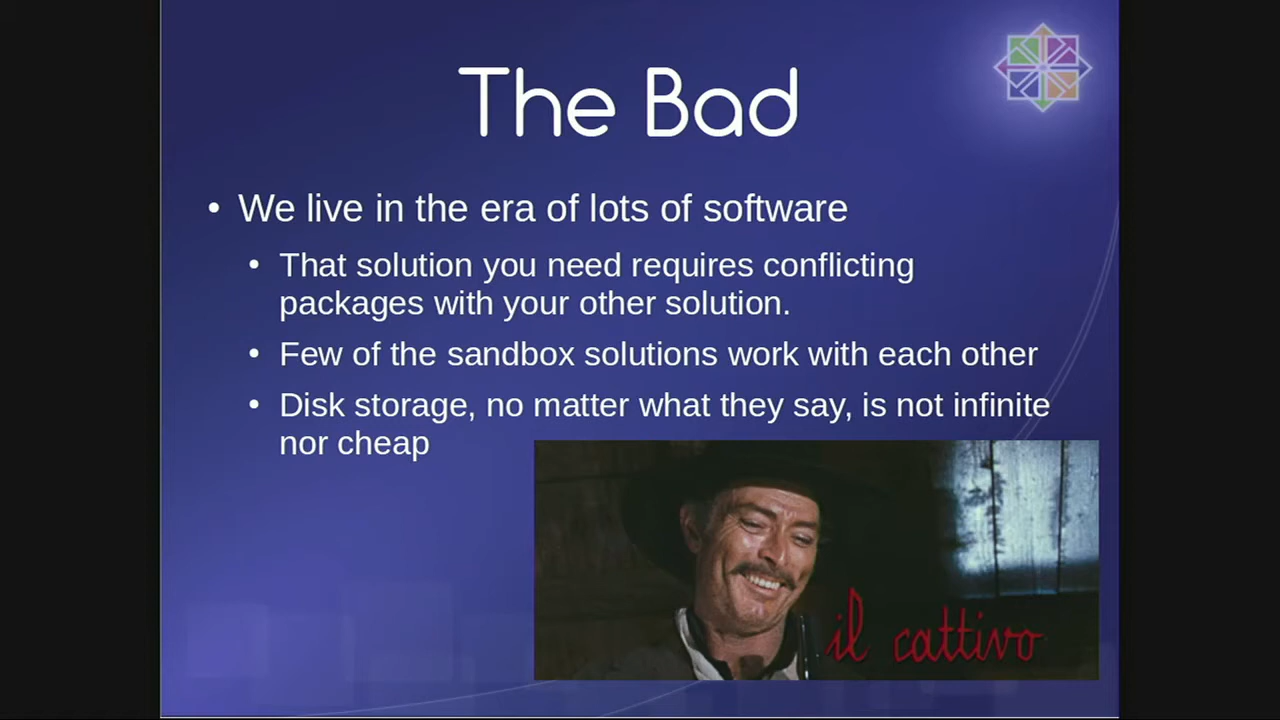 The Bad
• We live in the era of lots of software
• That solution you need requires conflicting
packages with your other solution.
• Few of the sandbox solutions work with each other
• Disk storage, no matter what they say, is not infinite
nor cheap
il cattivo